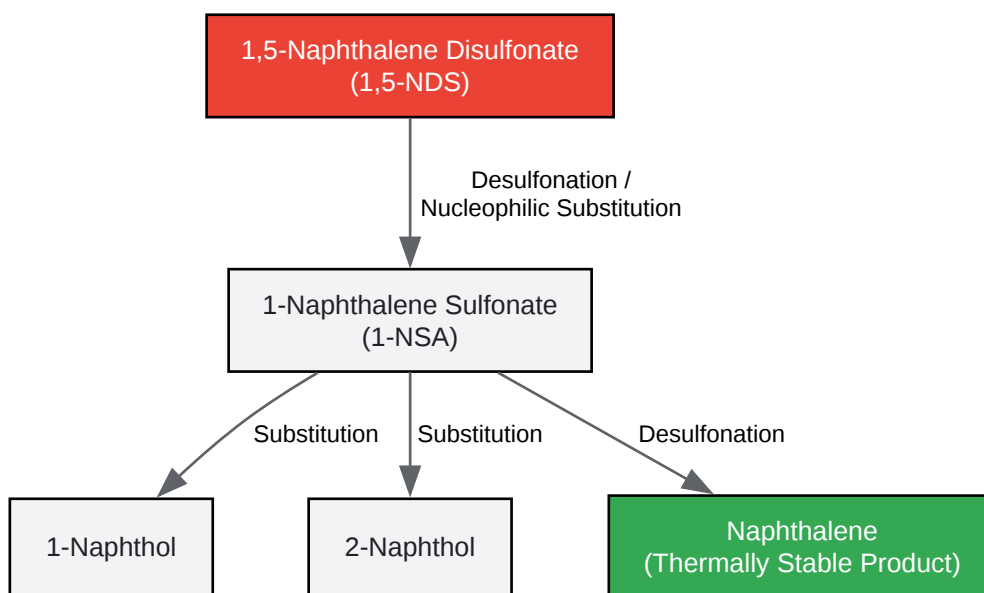 1,5-Naphthalene Disulfonate
(1,5-NDS)
Desulfonation /
Nucleophilic Substitution
1-Naphthalene Sulfonate
(1-NSA)
Substitution
Substitution
Desulfonation
1-Naphthol
2-Naphthol
Naphthalene
(Thermally Stable Product)